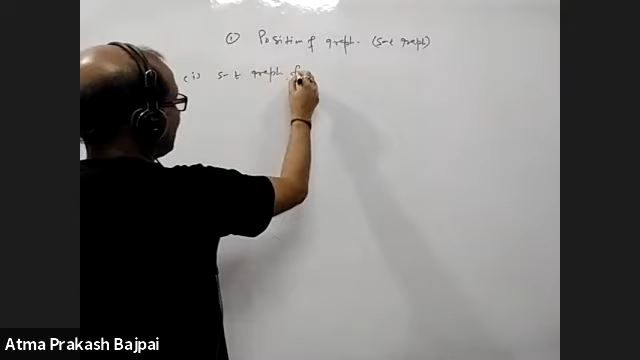 ① Position of graph. (s-t graph)
(i) s-t graph f
Atma Prakash Bajpai